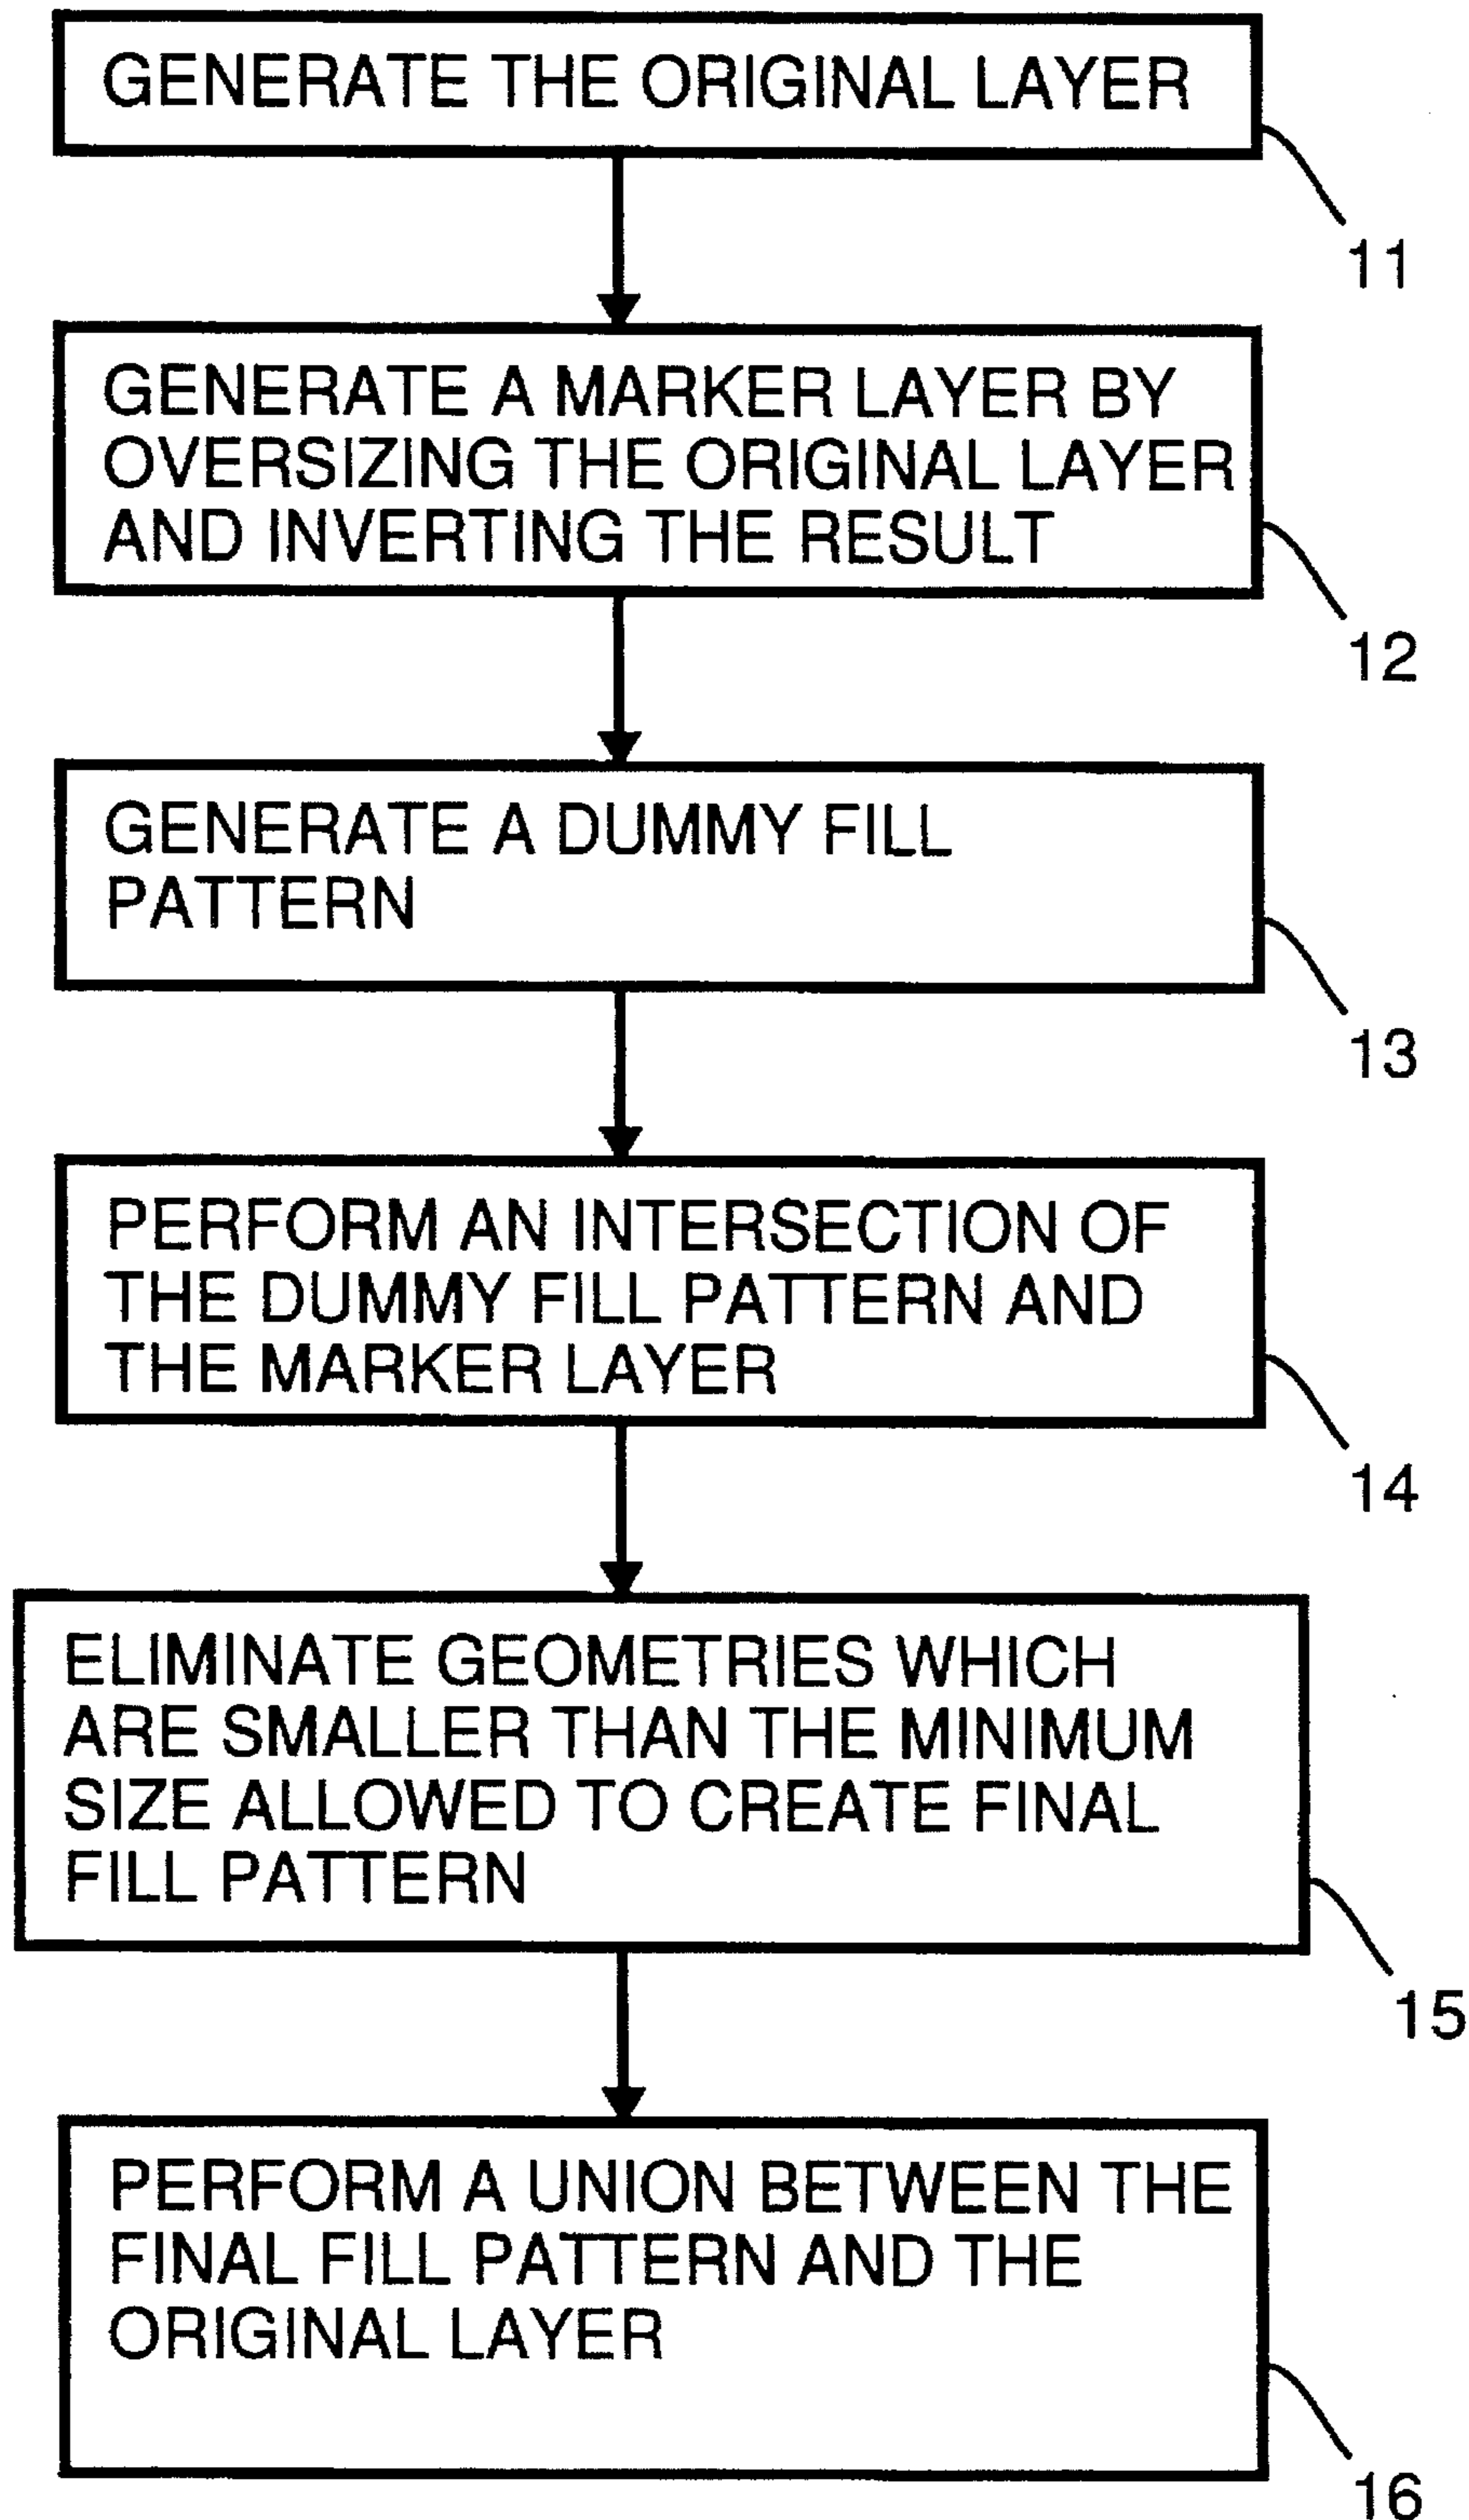 GENERATE THE ORIGINAL LAYER
11
GENERATE A MARKER LAYER BY
OVERSIZING THE ORIGINAL LAYER
AND INVERTING THE RESULT
12
GENERATE A DUMMY FILL
PATTERN
13
PERFORM AN INTERSECTION OF
THE DUMMY FILL PATTERN AND
THE MARKER LAYER
14
ELIMINATE GEOMETRIES WHICH
ARE SMALLER THAN THE MINIMUM
SIZE ALLOWED TO CREATE FINAL
FILL PATTERN
15
PERFORM A UNION BETWEEN THE
FINAL FILL PATTERN AND THE
ORIGINAL LAYER
16